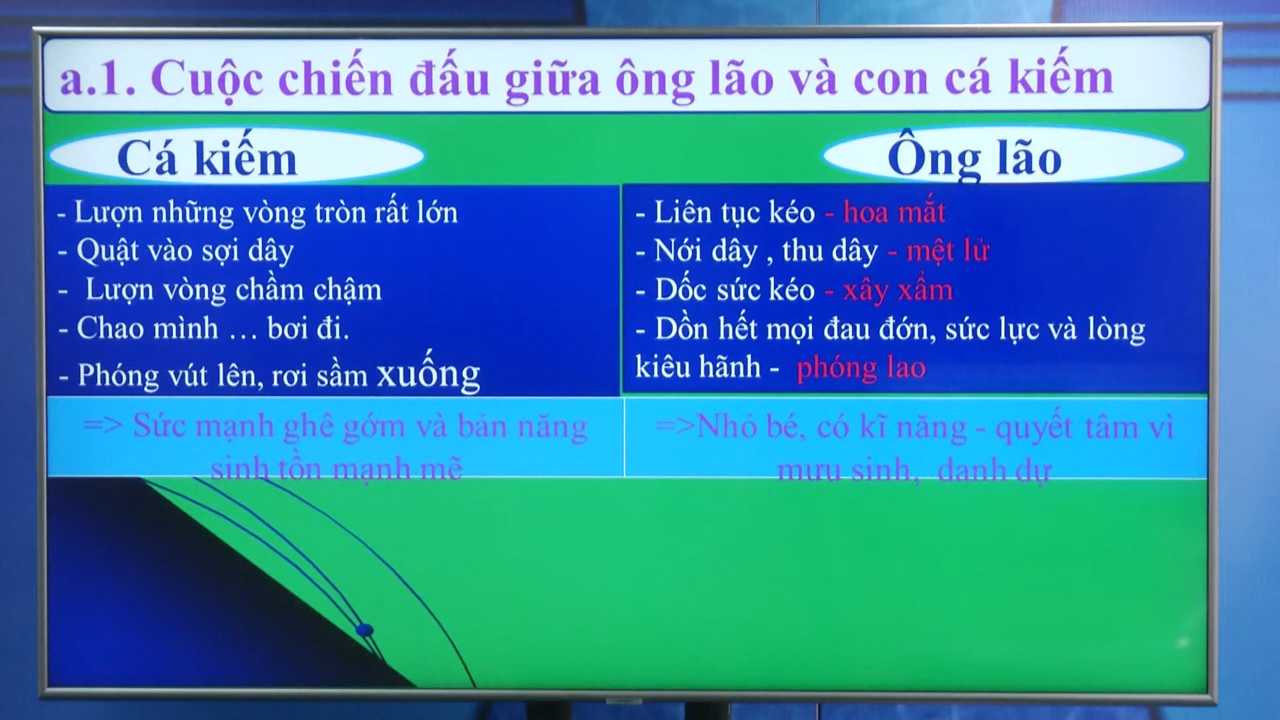 a.1. Cuộc chiến đấu giữa ông lão và con cá kiếm
Cá kiếm
- Lượn những vòng tròn rất lớn
- Quật vào sợi dây
- Lượn vòng chầm chậm
- Chao mình … bơi đi.
- Phóng vút lên, rơi sầm xuống
=> Sức mạnh ghê gớm và bản năng
sinh tồn mạnh mẽ
Ông lão
- Liên tục kéo - hoa mắt
- Nới dây , thu dây - mệt lử
- Dốc sức kéo - xây xẩm
- Dồn hết mọi đau đớn, sức lực và lòng
kiêu hãnh - phóng lao
=>Nhỏ bé, có kĩ năng - quyết tâm vì
mưu sinh, danh dự